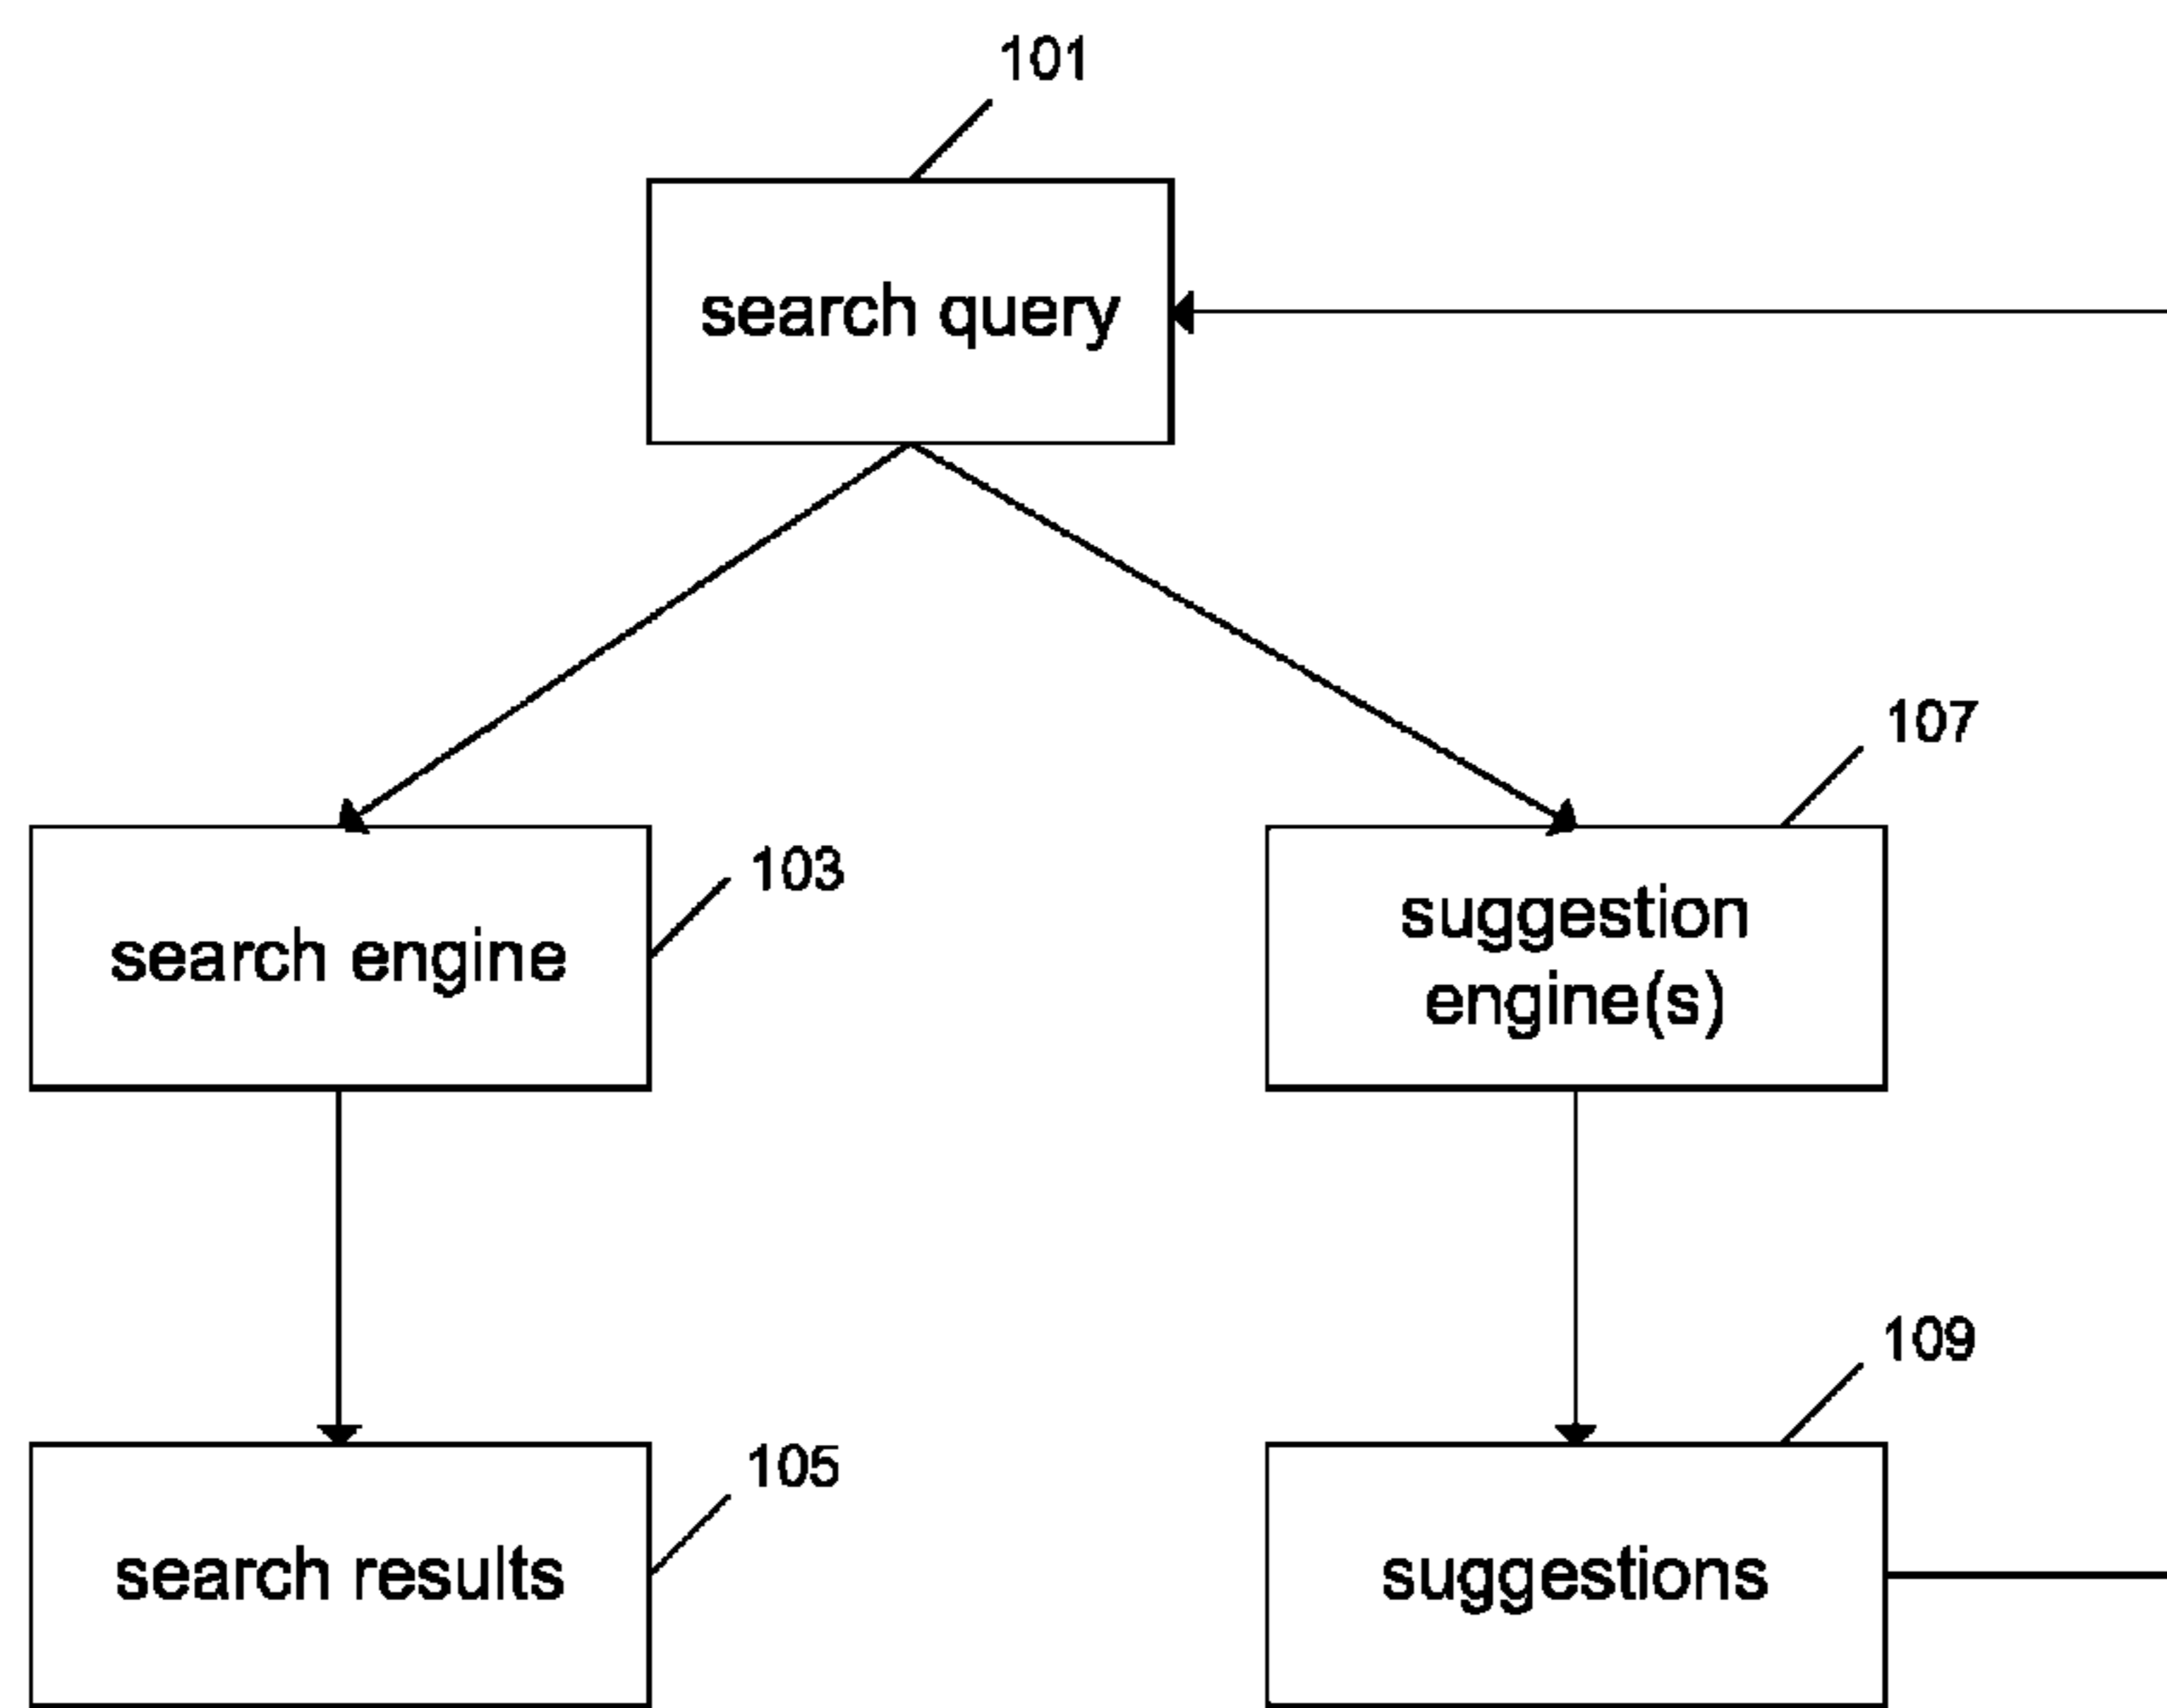 101
search query
107
103
suggestion
engine(s)
search engine
109
105
search results
suggestions